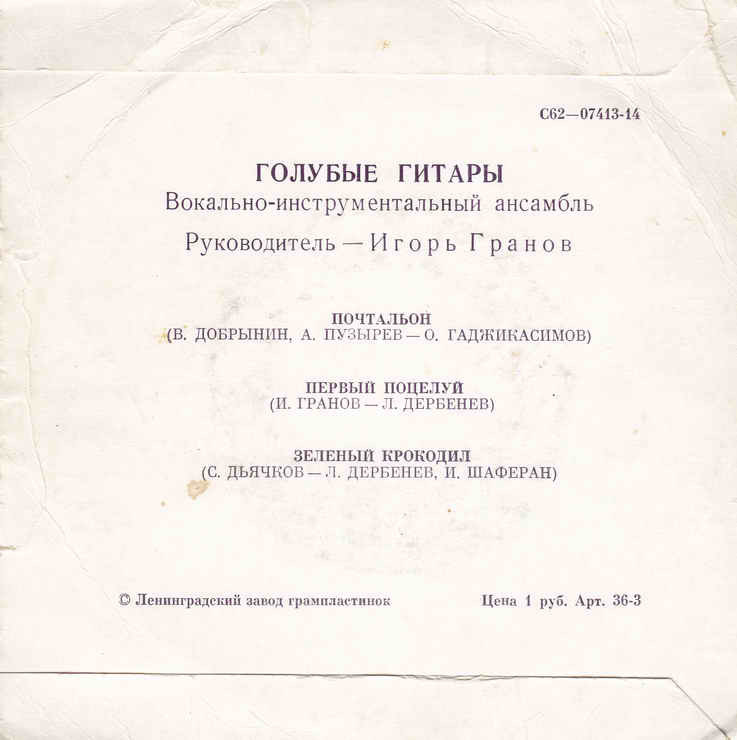 С62—07413-14
ГОЛУБЫЕ ГИТАРЫ
Вокально-инструментальный ансамбль
Руководитель — Игорь Гранов
ПОЧТАЛЬОН
(В. ДОБРЫНИН, А. ПУЗЫРЕВ — О. ГАДЖИКАСИМОВ)
ПЕРВЫЙ ПОЦЕЛУЙ
(И. ГРАНОВ — Л. ДЕРБЕНЕВ)
ЗЕЛЕНЫЙ КРОКОДИЛ
(С. ДЬЯЧКОВ — Л. ДЕРБЕНЕВ, И. ШАФЕРАН)
© Ленинградский завод грампластинок Цена 1 руб. Арт. 36-3